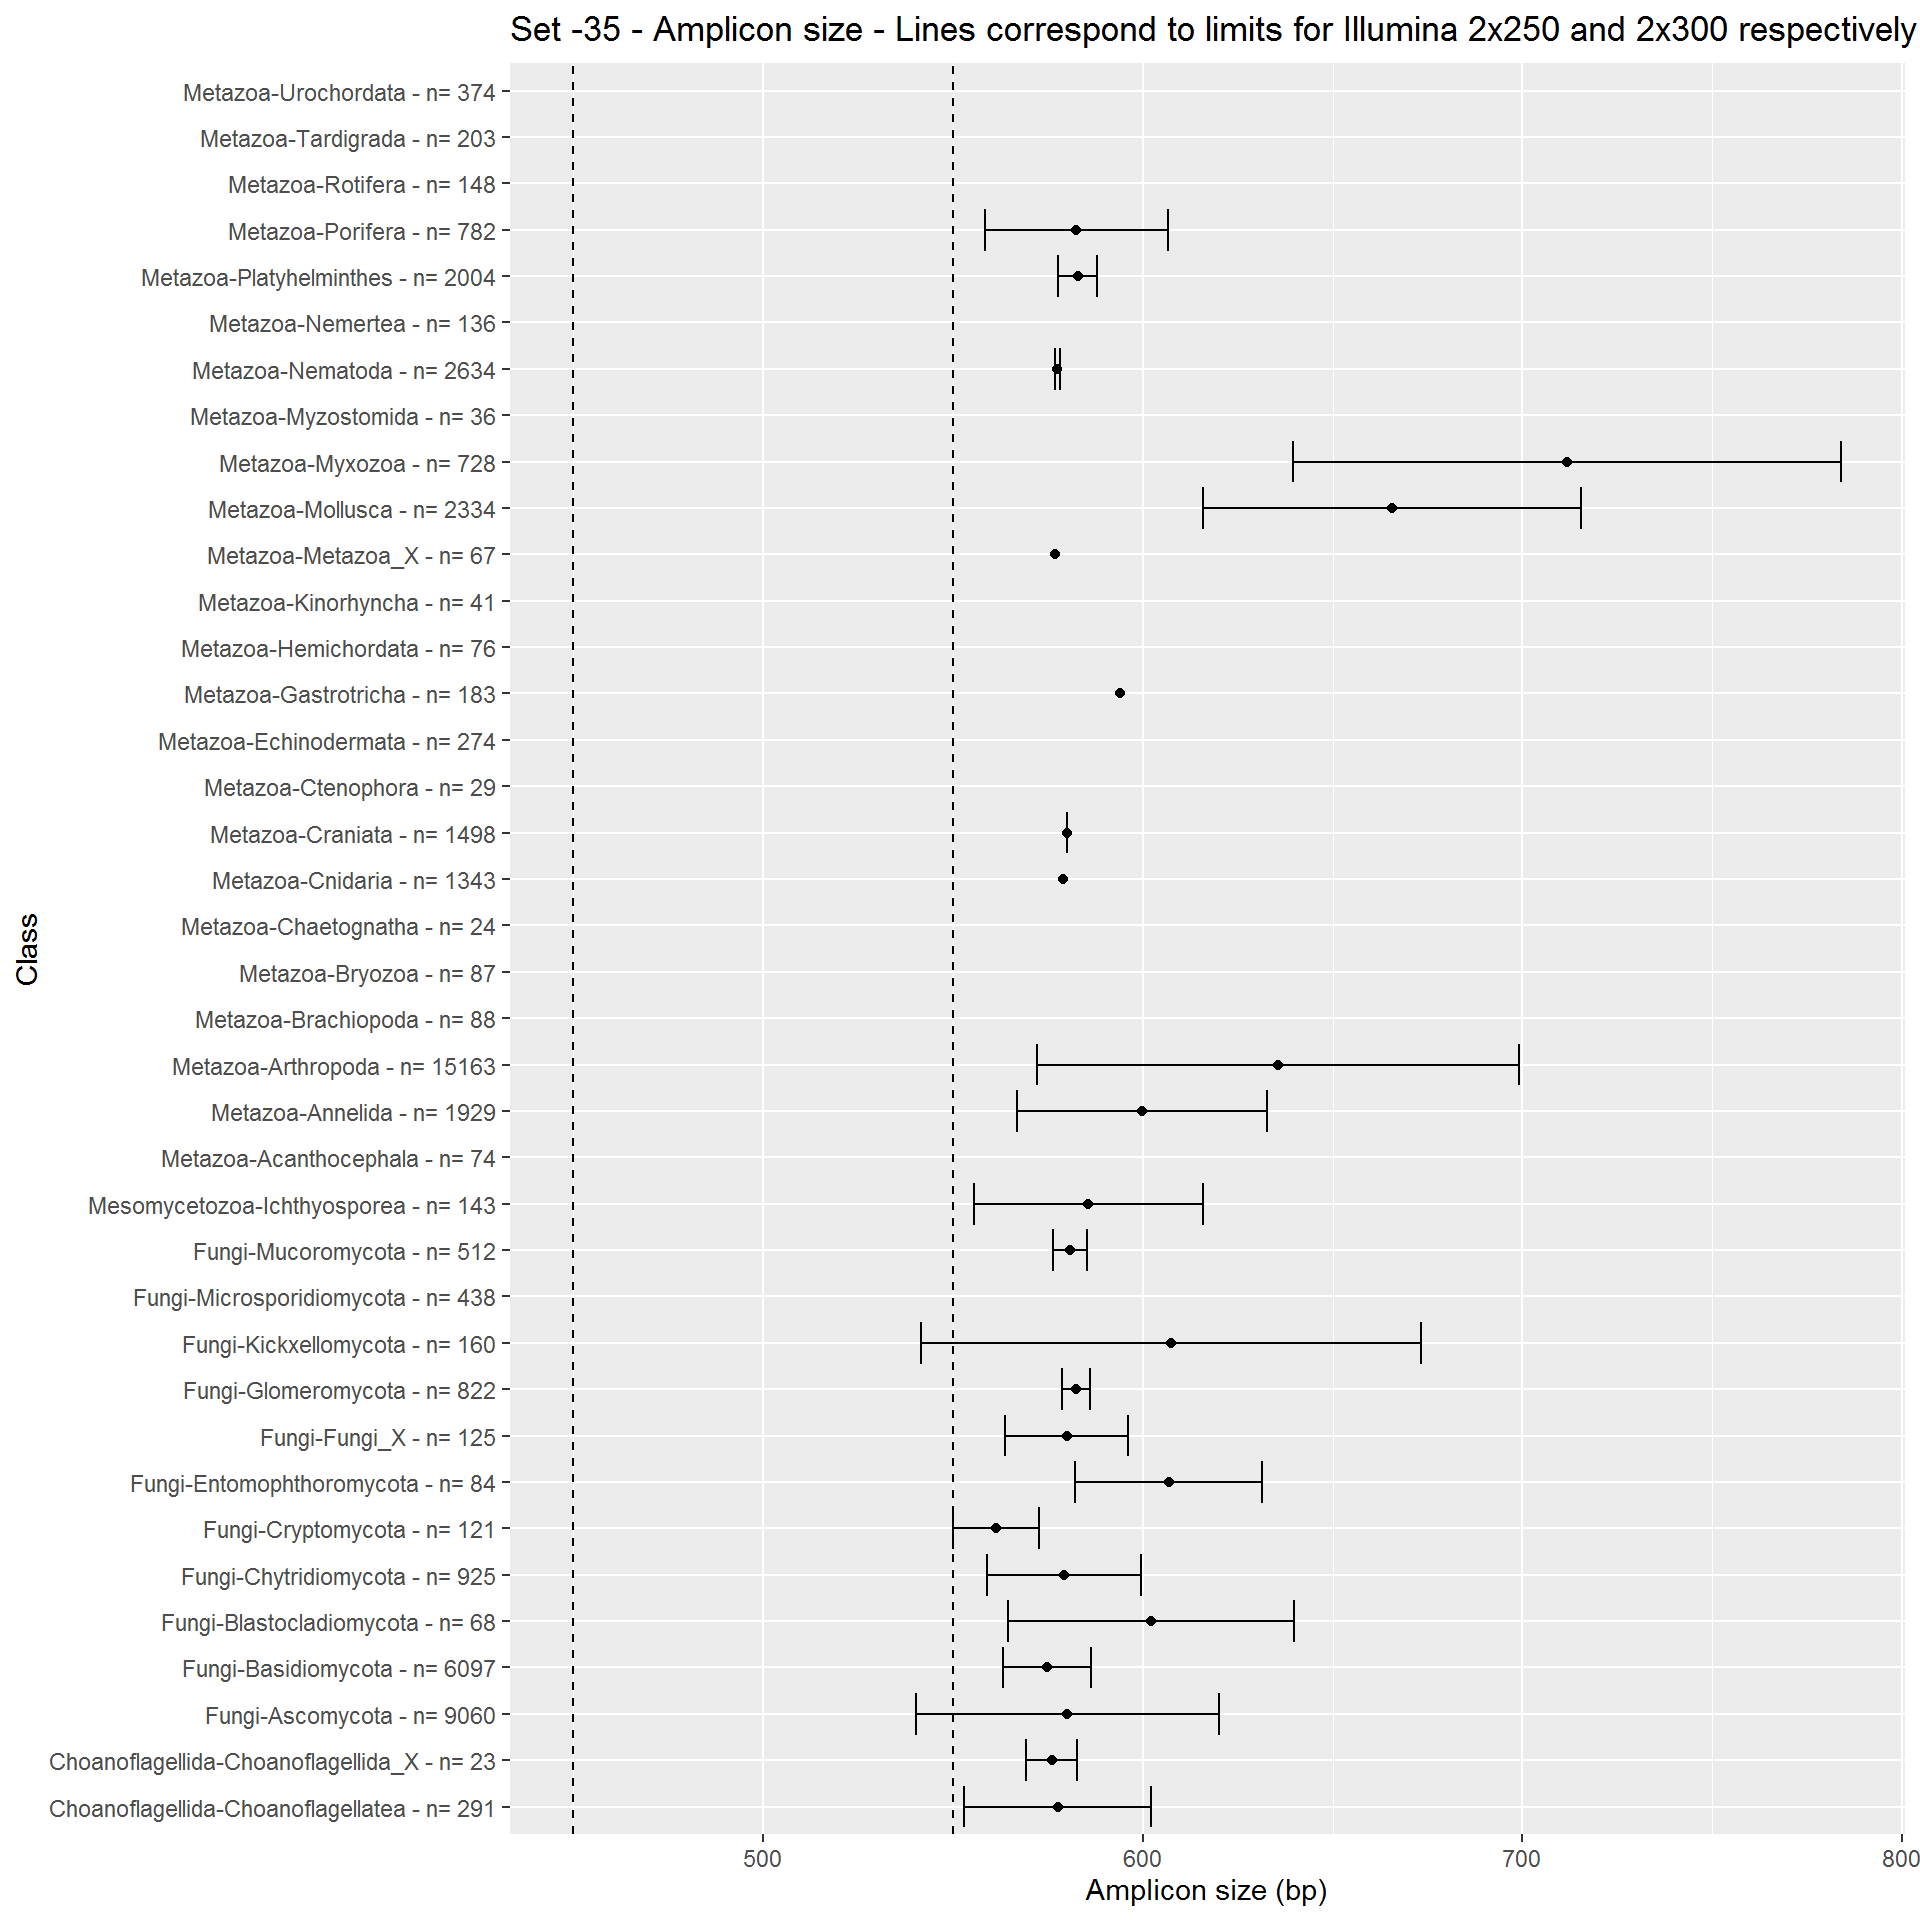 Set -35 - Amplicon size - Lines correspond to limits for Illumina 2x250 and 2x300 respectively
Metazoa-Urochordata - n= 374
Metazoa-Tardigrada - n= 203
Metazoa-Rotifera - n= 148
Metazoa-Porifera - n= 782
Metazoa-Platyhelminthes - n= 2004
Metazoa-Nemertea - n= 136
Metazoa-Nematoda - n= 2634
Metazoa-Myzostomida - n= 36
Metazoa-Myxozoa - n= 728
Metazoa-Mollusca - n= 2334
Metazoa-Metazoa_X - n= 67
Metazoa-Kinorhyncha - n= 41
Metazoa-Hemichordata - n= 76
Metazoa-Gastrotricha - n= 183
Metazoa-Echinodermata - n= 274
Metazoa-Ctenophora - n= 29
Metazoa-Craniata - n= 1498
Metazoa-Cnidaria - n= 1343
Metazoa-Chaetognatha - n= 24
Metazoa-Bryozoa - n= 87
Metazoa-Brachiopoda - n= 88
Metazoa-Arthropoda - n= 15163
Metazoa-Annelida - n= 1929
Metazoa-Acanthocephala - n= 74
Mesomycetozoa-Ichthyosporea - n= 143
Fungi-Mucoromycota - n= 512
Fungi-Microsporidiomycota - n= 438
Fungi-Kickxellomycota - n= 160
Fungi-Glomeromycota - n= 822
Fungi-Fungi_X - n= 125
Fungi-Entomophthoromycota - n= 84
Fungi-Cryptomycota - n= 121
Fungi-Chytridiomycota - n= 925
Fungi-Blastocladiomycota - n= 68
Fungi-Basidiomycota - n= 6097
Fungi-Ascomycota - n= 9060
Choanoflagellida-Choanoflagellida_X - n= 23
Choanoflagellida-Choanoflagellatea - n= 291
Class
500 600 700 800
Amplicon size (bp)